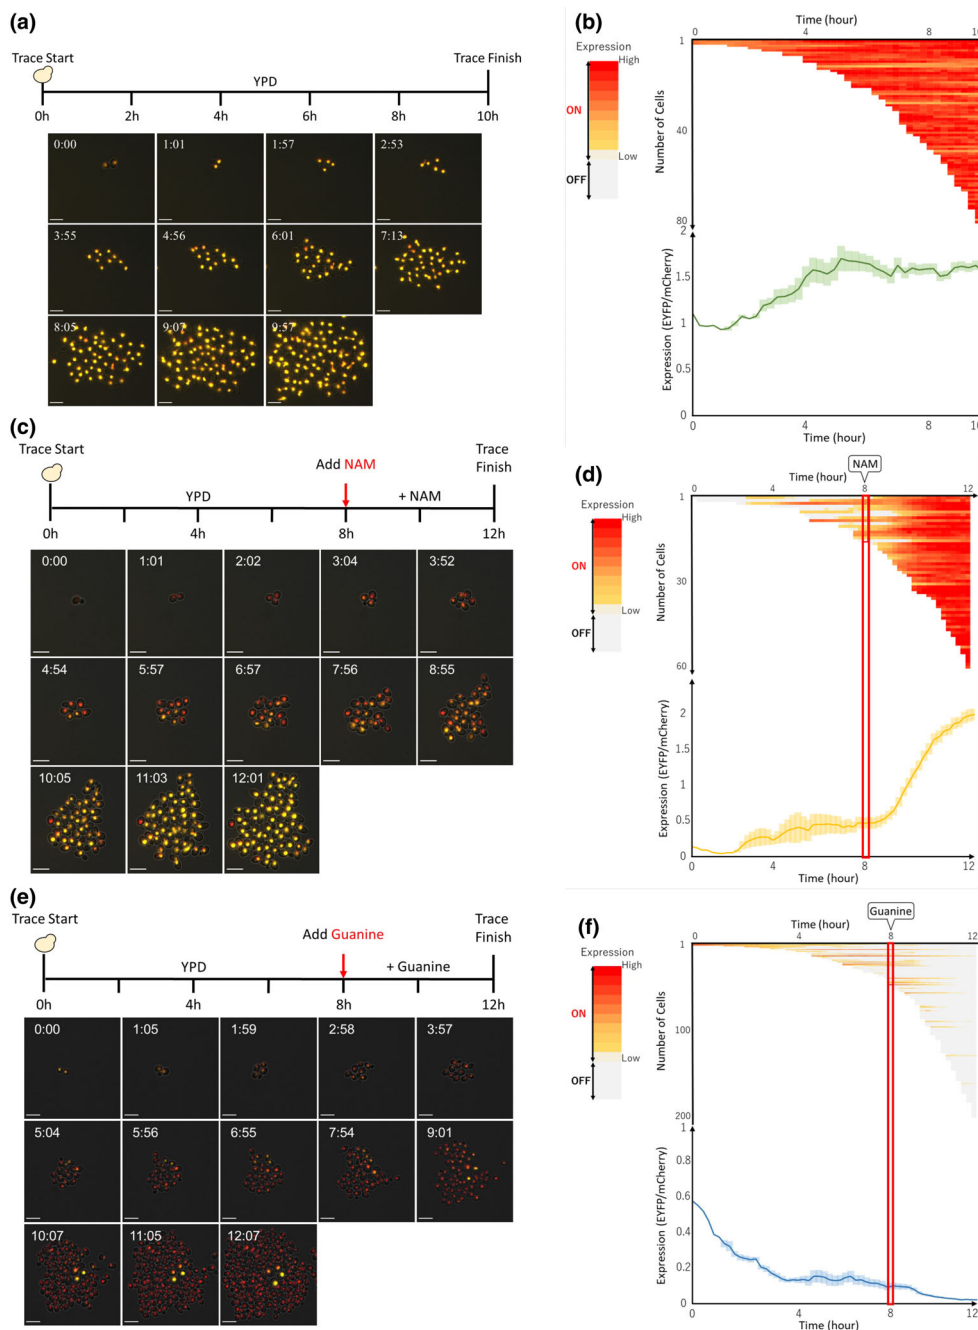 (a)
Trace Start
Trace Finish
YPD
0h 2h 4h 6h 8h 10h
0:00 1:01 1:57 2:53
3:55 4:56 6:01 7:13
8:05 9:07 9:57
(b)
Time (hour)
0 4 8 10
Expression
High
ON
Low
OFF
Number of Cells
1
40
80
Expression (EYFP/mCherry)
2
1.5
1
0.5
0
0 4 8 10
Time (hour)
(c)
Trace Start
Trace
Finish
Add NAM
YPD
+ NAM
0h 4h 8h 12h
0:00 1:01 2:02 3:04 3:52
4:54 5:57 6:57 7:56 8:55
10:05 11:03 12:01
(d)
NAM
Time (hour)
0 4 8 12
Expression
High
ON
Low
OFF
Number of Cells
1
30
60
Expression (EYFP/mCherry)
2
1.5
1
0.5
0
0 4 8 12
Time (hour)
(e)
Trace Start
Trace
Finish
Add Guanine
YPD
+ Guanine
0h 4h 8h 12h
0:00 1:05 1:59 2:58 3:57
5:04 5:56 6:55 7:54 9:01
10:07 11:05 12:07
(f)
Guanine
Time (hour)
0 4 8 12
Expression
High
ON
Low
OFF
Number of Cells
1
100
200
Expression (EYFP/mCherry)
1
0.8
0.6
0.4
0.2
0
0 4 8 12
Time (hour)